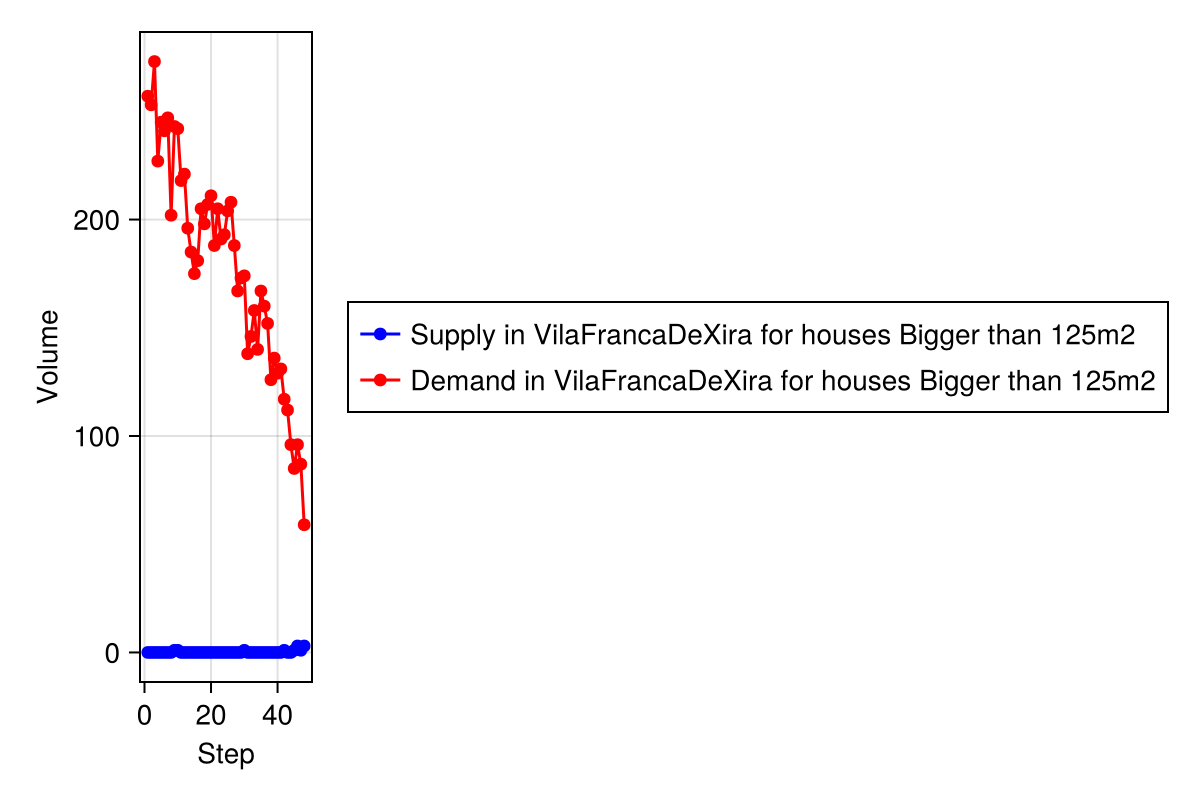 Volume
200
100
0
0 20 40
Step
Supply in VilaFrancaDeXira for houses Bigger than 125m2
Demand in VilaFrancaDeXira for houses Bigger than 125m2